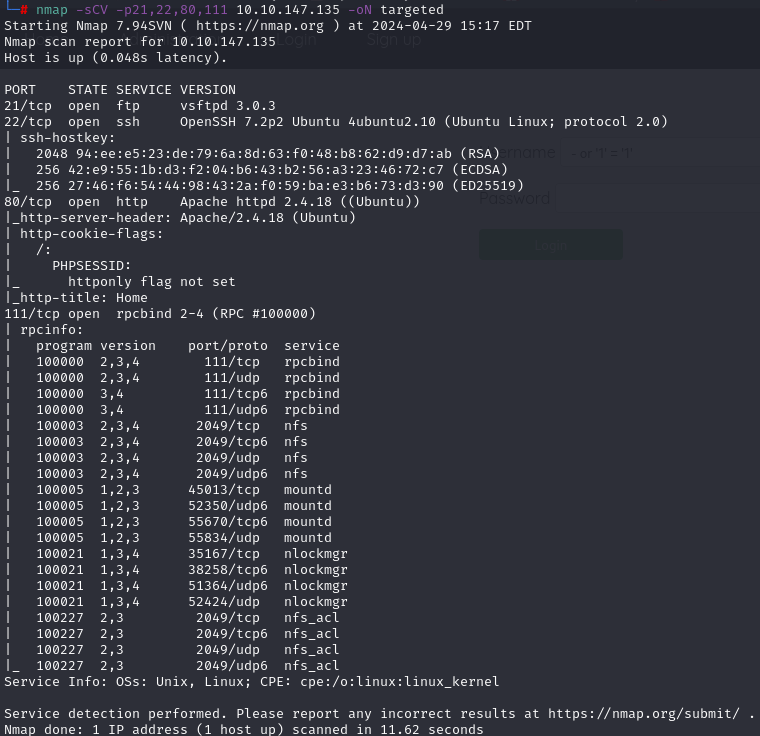 └─# nmap -sCV -p21,22,80,111 10.10.147.135 -oN targeted
Starting Nmap 7.94SVN ( https://nmap.org ) at 2024-04-29 15:17 EDT
Nmap scan report for 10.10.147.135
Login Sign up
Host is up (0.048s latency).
PORT     STATE SERVICE VERSION
21/tcp  open  ftp     vsftpd 3.0.3
22/tcp  open  ssh     OpenSSH 7.2p2 Ubuntu 4ubuntu2.10 (Ubuntu Linux; protocol 2.0)
| ssh-hostkey:
|   2048 94:ee:e5:23:de:79:6a:8d:63:f0:48:b8:62:d9:d7:ab (RSA)
|   256 42:e9:55:1b:d3:f2:04:b6:43:b2:56:a3:23:46:72:c7 (ECDSA)
|_  256 27:46:f6:54:44:98:43:2a:f0:59:ba:e3:b6:73:d3:90 (ED25519)
Password
80/tcp  open  http    Apache httpd 2.4.18 ((Ubuntu))
|_http-server-header: Apache/2.4.18 (Ubuntu)
| http-cookie-flags:
|   /:
Login
|     PHPSESSID:
|_      httponly flag not set
|_http-title: Home
111/tcp open  rpcbind 2-4 (RPC #100000)
| rpcinfo:
|   program version    port/proto  service
|   100000  2,3,4        111/tcp   rpcbind
|   100000  2,3,4        111/udp   rpcbind
|   100000  3,4          111/tcp6  rpcbind
|   100000  3,4          111/udp6  rpcbind
|   100003  2,3,4       2049/tcp   nfs
|   100003  2,3,4       2049/tcp6  nfs
|   100003  2,3,4       2049/udp   nfs
|   100003  2,3,4       2049/udp6  nfs
|   100005  1,2,3      45013/tcp   mountd
|   100005  1,2,3      52350/udp6  mountd
|   100005  1,2,3      55670/tcp6  mountd
|   100005  1,2,3      55834/udp   mountd
|   100021  1,3,4      35167/tcp   nlockmgr
|   100021  1,3,4      38258/tcp6  nlockmgr
|   100021  1,3,4      51364/udp6  nlockmgr
|   100021  1,3,4      52424/udp   nlockmgr
|   100227  2,3         2049/tcp   nfs_acl
|   100227  2,3         2049/tcp6  nfs_acl
|   100227  2,3         2049/udp   nfs_acl
|_  100227  2,3         2049/udp6  nfs_acl
Service Info: OSs: Unix, Linux; CPE: cpe:/o:linux:linux_kernel
Service detection performed. Please report any incorrect results at https://nmap.org/submit/ .
Nmap done: 1 IP address (1 host up) scanned in 11.62 seconds